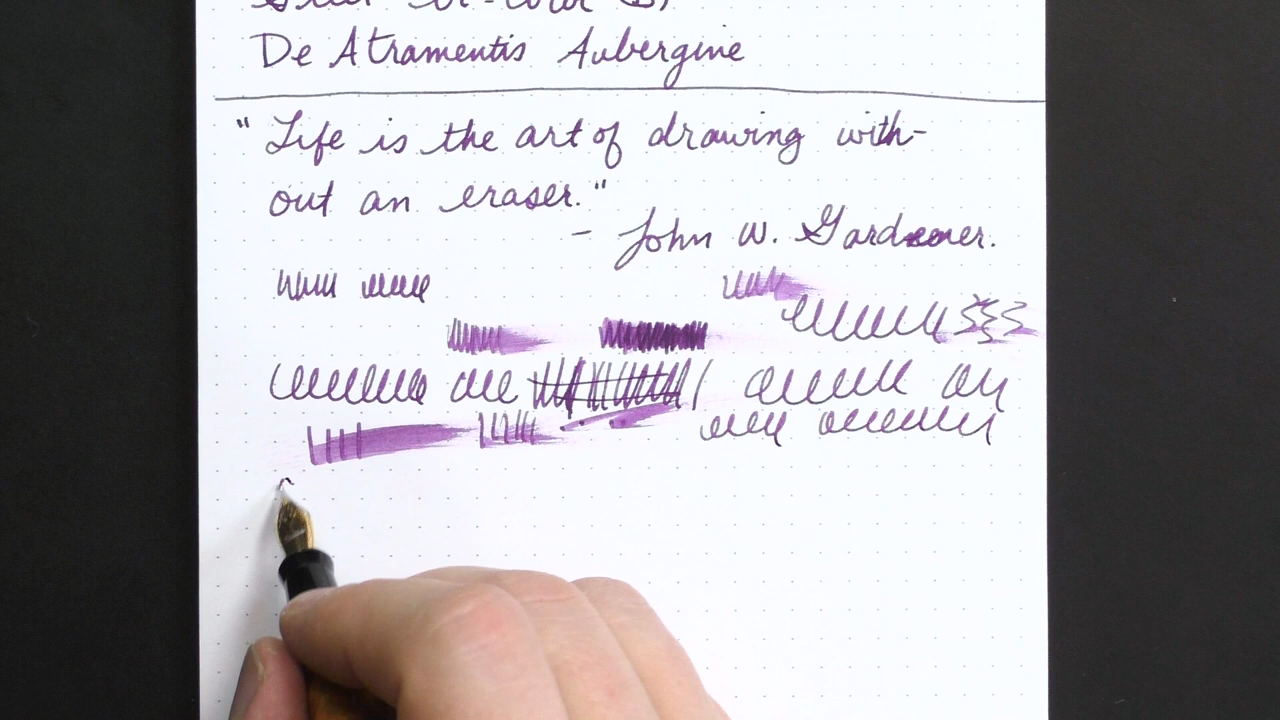 De Atramentis Aubergine
"Life is the art of drawing with-
out an eraser."
- John W. Gardener.